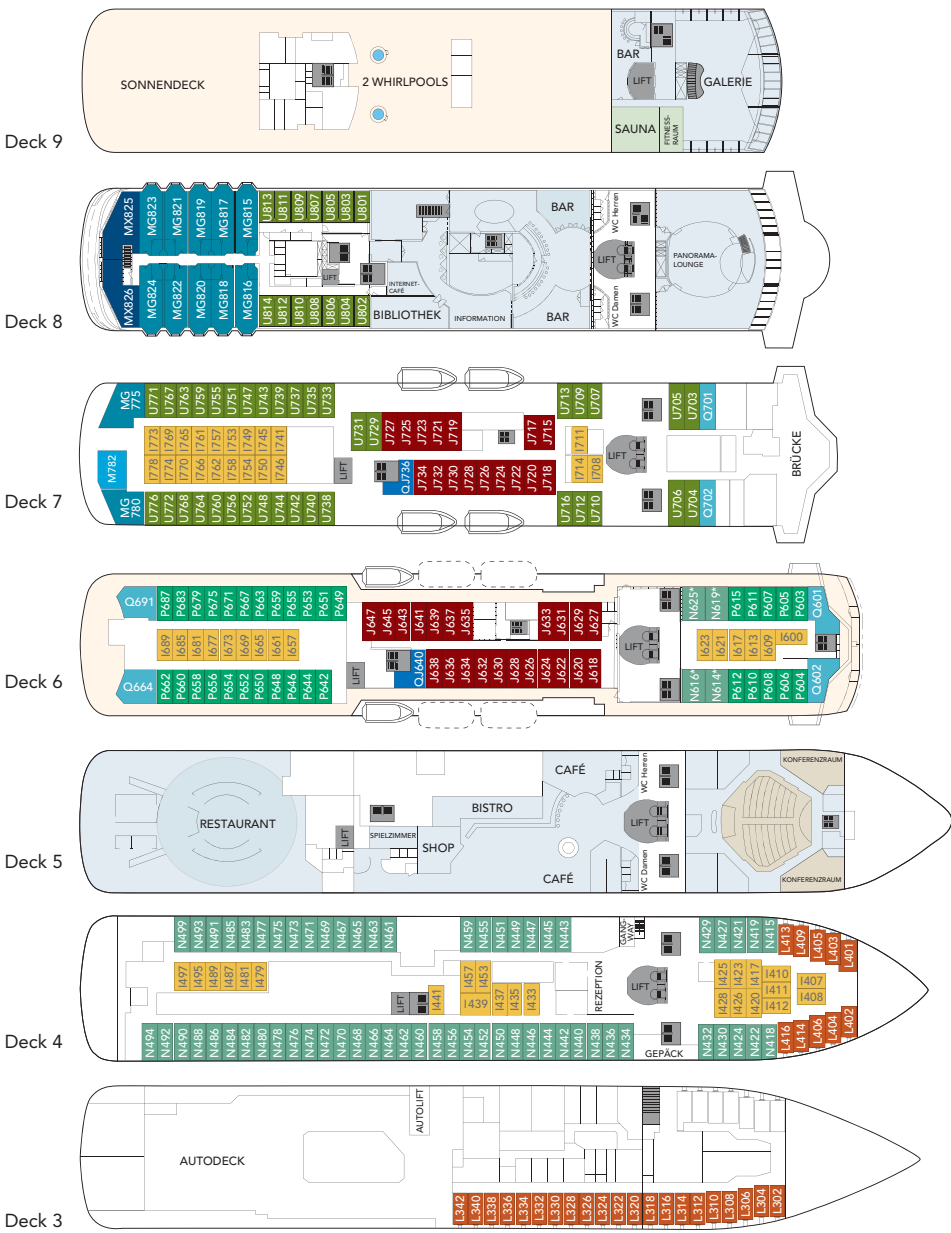 Deck 9
SONNENDECK
2 WHIRLPOOLS
BAR
LIFT
GALERIE
SAUNA
FITNESS-
RAUM
Deck 8
MX825
MG823
MG821
MG819
MG817
MG815
U813
U811
U809
U807
U805
U803
U801
MX826
MG824
MG822
MG820
MG818
MG816
U814
U812
U810
U808
U806
U804
U802
LIFT
INTERNET-
CAFÉ
BIBLIOTHEK
INFORMATION
BAR
BAR
WC Herren
LIFT
WC Damen
PANORAMA-
LOUNGE
Deck 7
MG
775
U771
U767
U763
U759
U755
U751
U747
U743
U739
U737
U735
U733
I773
I769
I765
I761
I757
I753
I749
I745
I741
M782
I778
I774
I770
I766
I762
I758
I754
I750
I746
MG
780
U776
U772
U768
U764
U760
U756
U752
U748
U744
U742
U740
U738
LIFT
U731
U729
J727
J725
J723
J721
J719
J717
J715
QJ736
J734
J732
J730
J728
J726
J724
J722
J720
J718
U713
U709
U707
I711
I714
I708
U716
U712
U710
LIFT
U705
U703
Q701
U706
U704
Q702
BRÜCKE
Deck 6
Q691
P687
P683
P679
P675
P671
P667
P663
P659
P655
P653
P651
P649
I689
I685
I681
I677
I673
I669
I665
I661
I657
Q664
P662
P660
P658
P656
P654
P652
P650
P648
P646
P644
P642
LIFT
J647
J645
J643
J641
J639
J637
J635
J633
J631
J629
J627
QJ640
J638
J636
J634
J632
J630
J628
J626
J624
J622
J620
J618
LIFT
N625*
N619*
P615
P611
P607
P605
P603
Q601
I623
I621
I617
I613
I609
I600
N616*
N614*
P612
P610
P608
P606
P604
Q602
Deck 5
RESTAURANT
LIFT
SPIELZIMMER
SHOP
BISTRO
CAFÉ
CAFÉ
WC Herren
LIFT
WC Damen
KONFERENZRAUM
KONFERENZRAUM
Deck 4
N499
N493
N491
N485
N483
N477
N475
N473
N471
N469
N467
N465
N463
N461
N459
N455
N451
N449
N447
N445
N443
GANG-
WAY
N429
N427
N421
N419
N415
L413
L409
L405
L403
L401
I497
I495
I489
I487
I481
I479
LIFT
I441
I457
I453
I439
I437
I435
I433
REZEPTION
LIFT
I425
I423
I417
I428
I426
I420
I410
I411
I412
I407
I408
N494
N492
N490
N488
N486
N484
N482
N480
N478
N476
N474
N472
N470
N468
N466
N464
N462
N460
N458
N456
N454
N452
N450
N448
N446
N444
N442
N440
N438
N436
N434
GEPÄCK
N432
N430
N424
N422
N418
L416
L414
L406
L404
L402
Deck 3
AUTODECK
AUTOLIFT
L342
L340
L338
L336
L334
L332
L330
L328
L326
L324
L322
L320
L318
L316
L314
L312
L310
L308
L306
L304
L302